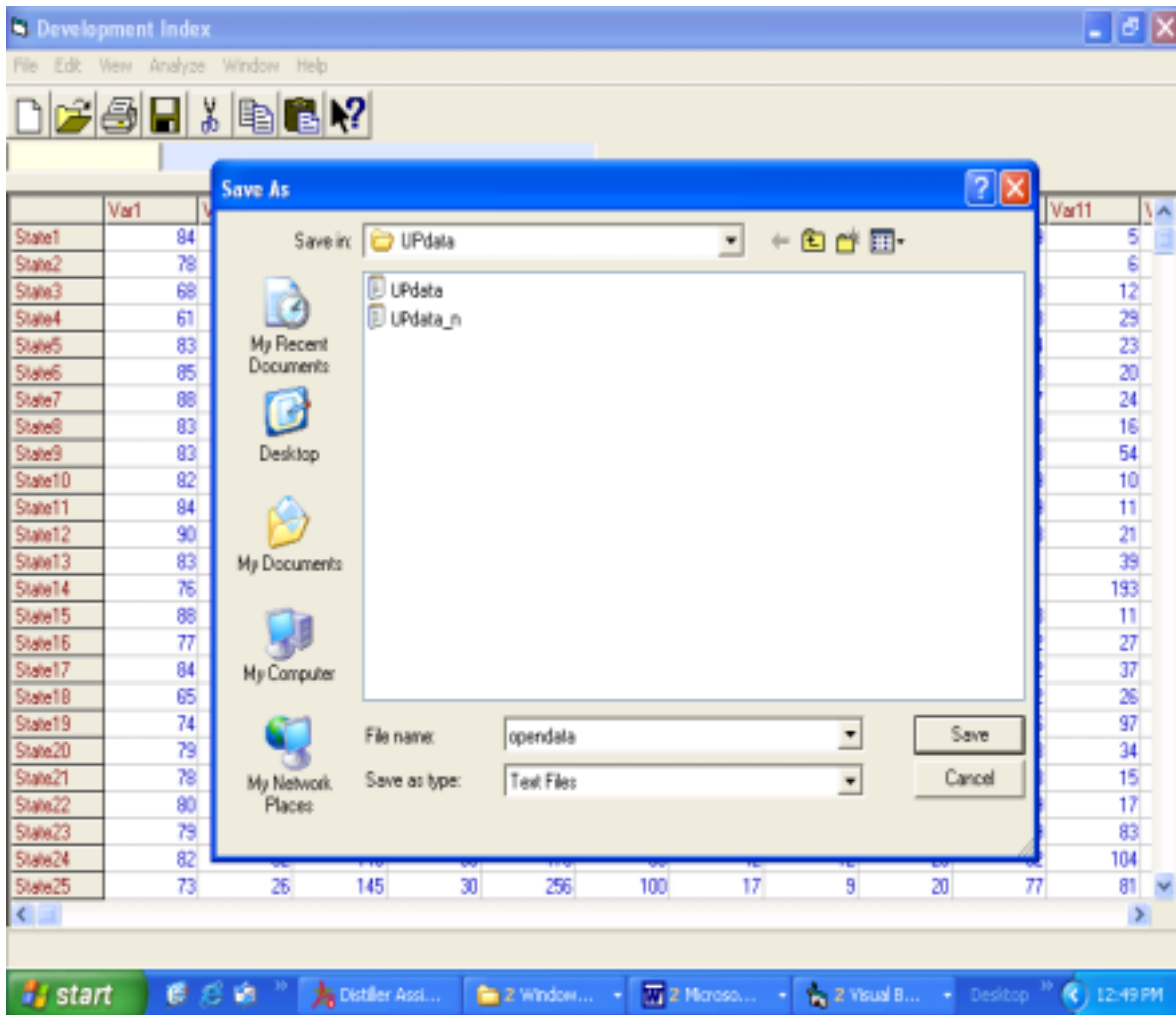 Development Index
File Edit View Analyze Window Help
Save As
Var1 Var11
Save in: UPdata
State1 84 5
State2 78 6
State3 68 12
State4 61 29
State5 83 23
State6 85 20
State7 88 24
State8 83 16
State9 83 54
State10 82 10
State11 84 11
State12 90 21
State13 83 39
State14 76 193
State15 88 11
State16 77 27
State17 84 37
State18 65 26
State19 74 97
State20 79 34
State21 78 15
State22 80 17
State23 79 83
State24 82 104
State25 73 26 145 30 256 100 17 9 20 77 81
UPdata
UPdata_n
My Recent
Documents
Desktop
My Documents
My Computer
My Network
Places
File name: opendata Save
Save as type: Text Files Cancel
start Distiller Assi... 2 Window... 2 Microso... 2 Visual B... Desktop 12:49 PM